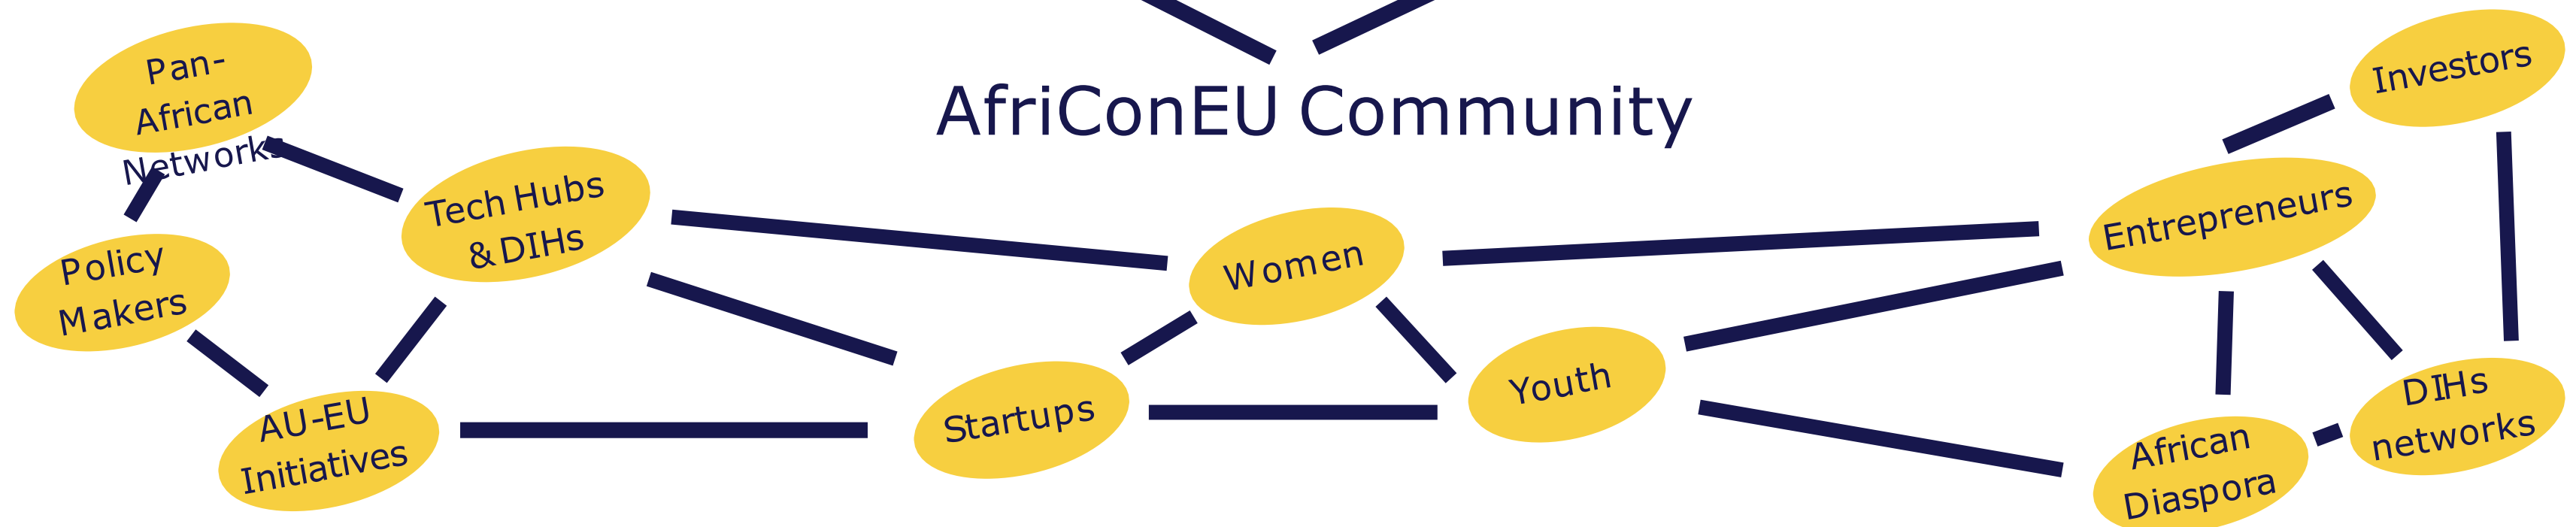 AfriConEU Community
Pan-
African
Networks
Policy
Makers
Tech Hubs
& DIHs
AU-EU
Initiatives
Women
Startups
Youth
Investors
Entrepreneurs
DIHs
networks
African
Diaspora